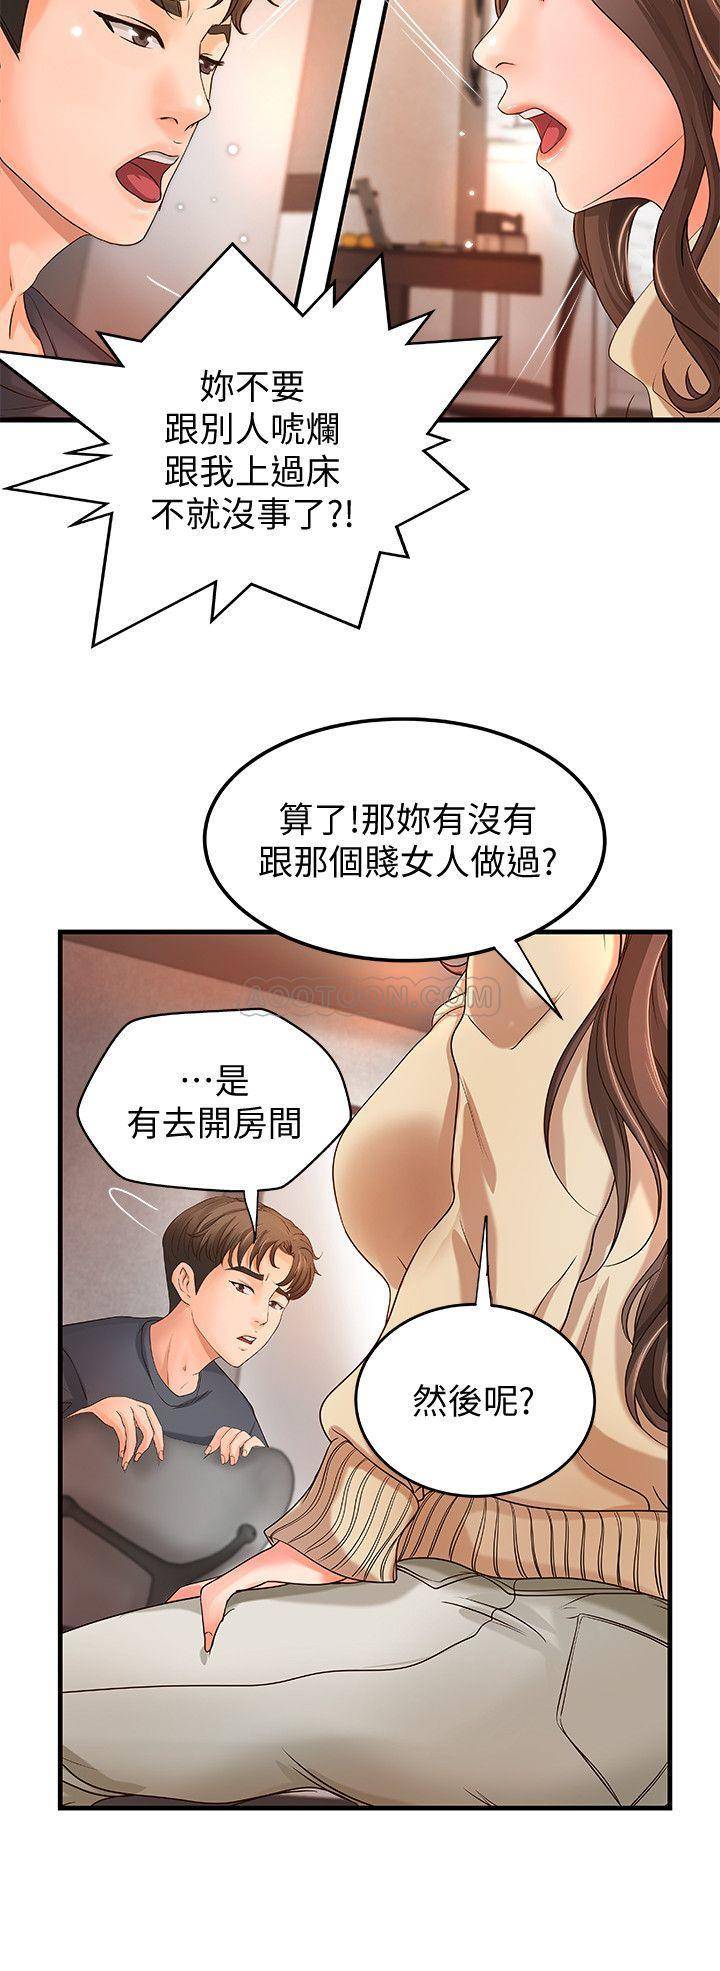 妳不要
跟別人唬爛
跟我上過床
不就沒事了?!
算了!那妳有沒有
跟那個賤女人做過?
AGOTOON.COM
…是
有去開房間
然後呢?